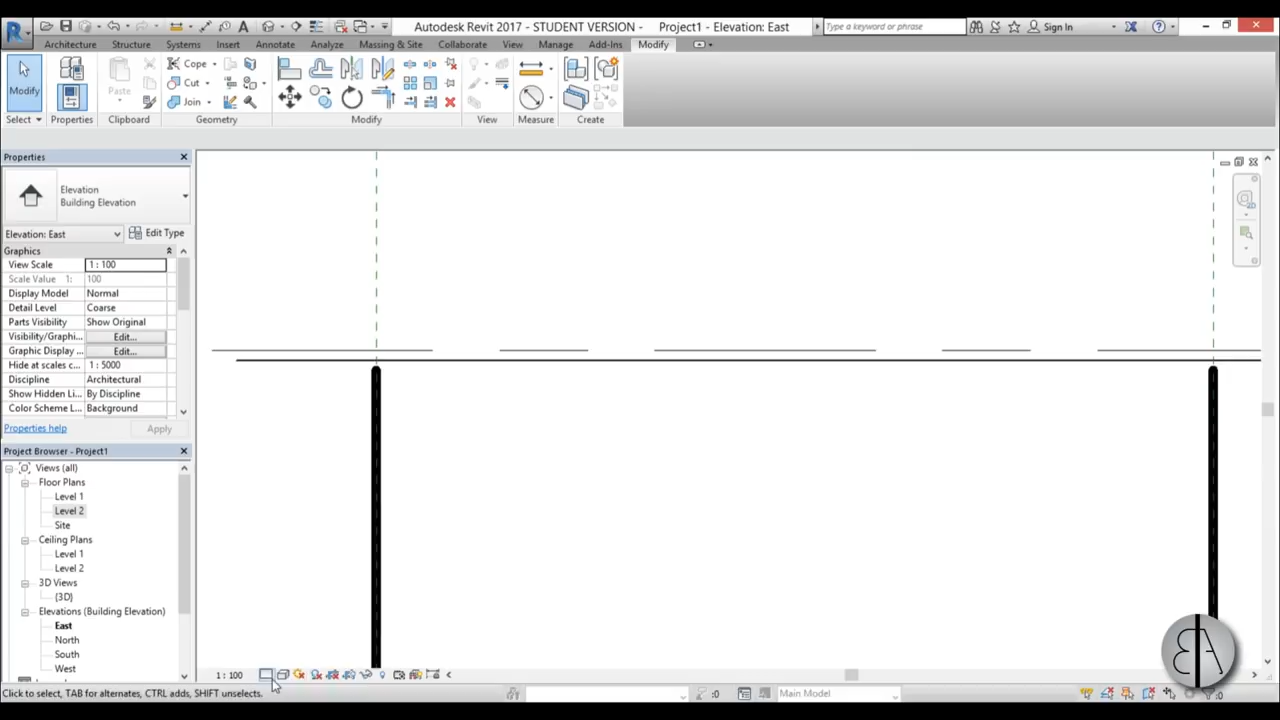 Autodesk Revit 2017 - STUDENT VERSION - Project1 - Elevation: East
Type a keyword or phrase
Sign In
Architecture Structure Systems Insert Annotate Analyze Massing & Site Collaborate View Manage Add-Ins Modify
Modify
Paste
Cope
Cut
Join
Select Properties Clipboard Geometry Modify View Measure Create
Properties
Elevation
Building Elevation
Elevation: East Edit Type
Graphics
View Scale 1 : 100
Scale Value 1: 100
Display Model Normal
Detail Level Coarse
Parts Visibility Show Original
Visibility/Graphi... Edit...
Graphic Display ... Edit...
Hide at scales c... 1 : 5000
Discipline Architectural
Show Hidden Li... By Discipline
Color Scheme L... Background
Properties help Apply
Project Browser - Project1
Views (all)
Floor Plans
Level 1
Level 2
Site
Ceiling Plans
Level 1
Level 2
3D Views
{3D}
Elevations (Building Elevation)
East
North
South
West
1 : 100
Click to select, TAB for alternates, CTRL adds, SHIFT unselects.
:0
Main Model
:0